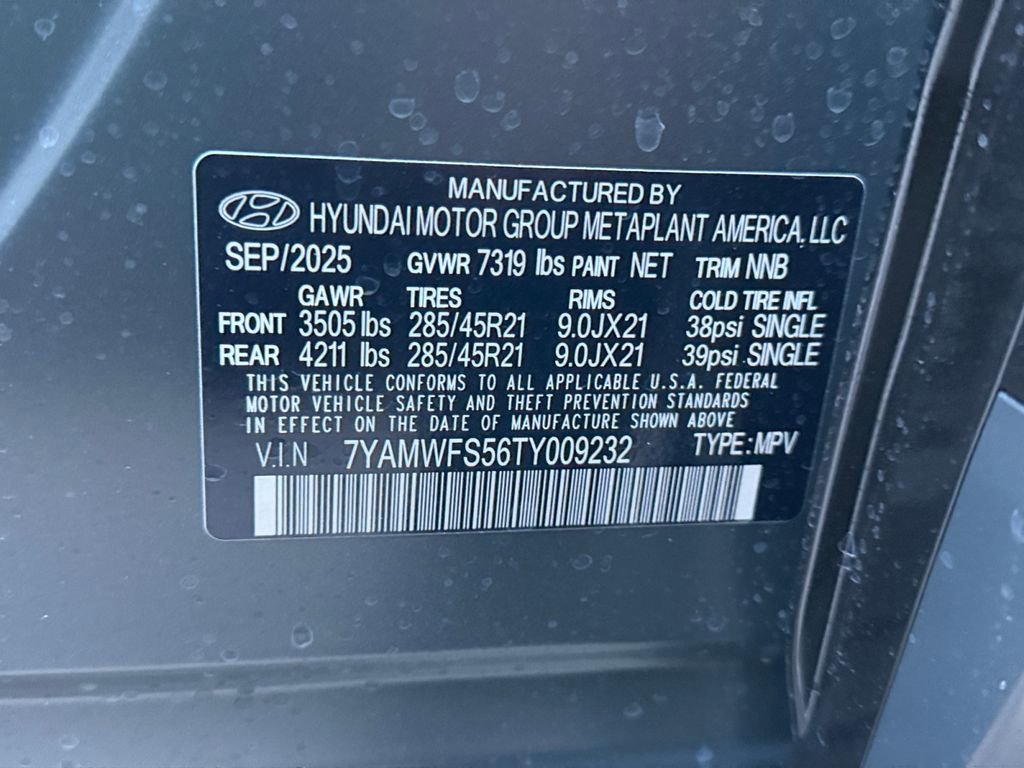 MANUFACTURED BY
HYUNDAI MOTOR GROUP METAPLANT AMERICA, LLC
SEP/2025 GVWR 7319 lbs PAINT NET TRIM NNB
GAWR TIRES RIMS COLD TIRE INFL
FRONT 3505 lbs 285/45R21 9.0JX21 38psi SINGLE
REAR 4211 lbs 285/45R21 9.0JX21 39psi SINGLE
THIS VEHICLE CONFORMS TO ALL APPLICABLE U.S.A. FEDERAL
MOTOR VEHICLE SAFETY AND THEFT PREVENTION STANDARDS
IN EFFECT ON THE DATE OF MANUFACTURE SHOWN ABOVE
V.I.N 7YAMWFS56TY009232 TYPE:MPV